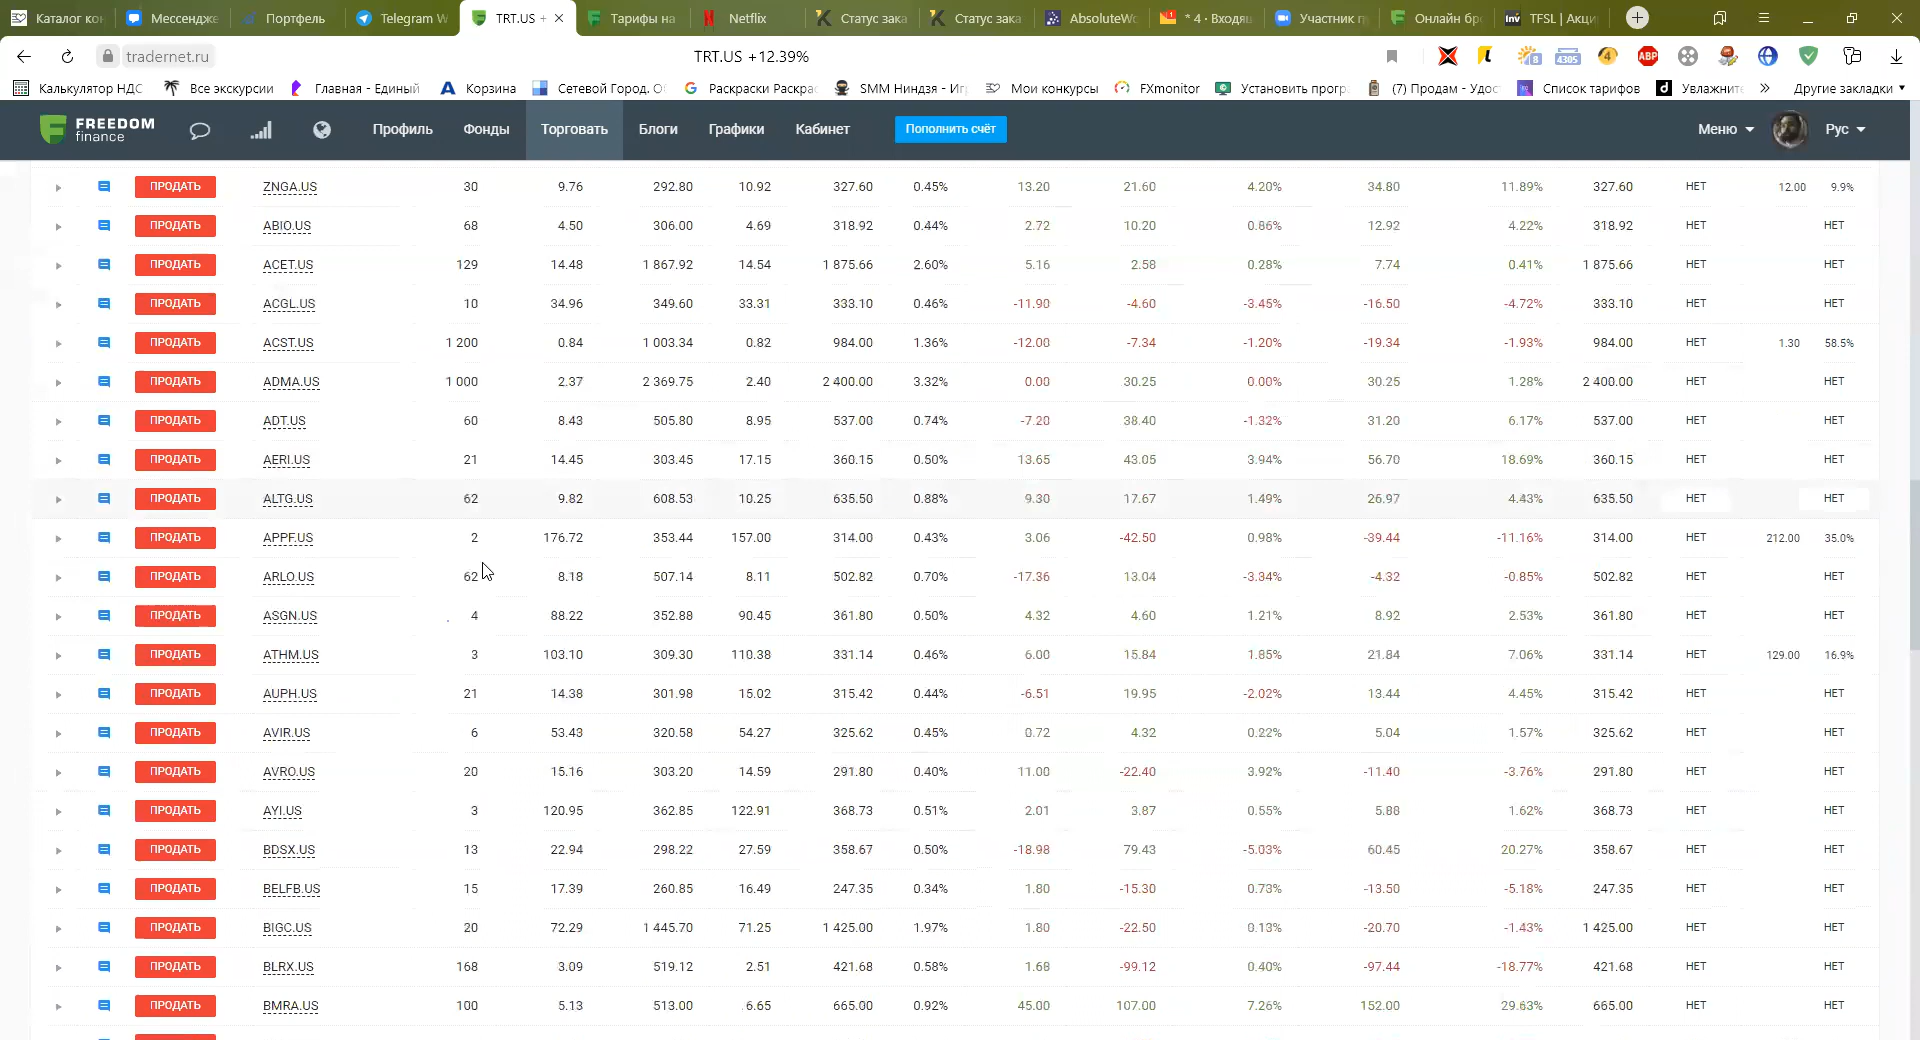 Каталог кон
Мессендже
Портфель
Telegram W
TRT.US +
Тарифы на
Netflix
Статус зака
Статус зака
AbsoluteWo
* 4 · Входящ
Участник г
Онлайн бро
TFSL | Акци
tradernet.ru
TRT.US +12.39%
Калькулятор НДС
Все экскурсии
Главная - Единый
Корзина
Сетевой Город. О
Раскраски Раскрас
SMM Ниндзя - Иг
Мои конкурсы
FXmonitor
Установить прогр
(7) Продам - Удос
Список тарифов
Увлажните
Другие закладки
FREEDOM
finance
Профиль
Фонды
Торговать
Блоги
Графики
Кабинет
Пополнить счёт
Меню
Рус
ПРОДАТЬ ZNGA.US 30 9.76 292.80 10.92 327.60 0.45% 13.20 21.60 4.20% 34.80 11.89% 327.60 НЕТ 12.00 9.9%
ПРОДАТЬ ABIO.US 68 4.50 306.00 4.69 318.92 0.44% 2.72 10.20 0.86% 12.92 4.22% 318.92 НЕТ НЕТ
ПРОДАТЬ ACET.US 129 14.48 1 867.92 14.54 1 875.66 2.60% 5.16 2.58 0.28% 7.74 0.41% 1 875.66 НЕТ НЕТ
ПРОДАТЬ ACGL.US 10 34.96 349.60 33.31 333.10 0.46% -11.90 -4.60 -3.45% -16.50 -4.72% 333.10 НЕТ НЕТ
ПРОДАТЬ ACST.US 1 200 0.84 1 003.34 0.82 984.00 1.36% -12.00 -7.34 -1.20% -19.34 -1.93% 984.00 НЕТ 1.30 58.5%
ПРОДАТЬ ADMA.US 1 000 2.37 2 369.75 2.40 2 400.00 3.32% 0.00 30.25 0.00% 30.25 1.28% 2 400.00 НЕТ НЕТ
ПРОДАТЬ ADT.US 60 8.43 505.80 8.95 537.00 0.74% -7.20 38.40 -1.32% 31.20 6.17% 537.00 НЕТ НЕТ
ПРОДАТЬ AERI.US 21 14.45 303.45 17.15 360.15 0.50% 13.65 43.05 3.94% 56.70 18.69% 360.15 НЕТ НЕТ
ПРОДАТЬ ALTG.US 62 9.82 608.53 10.25 635.50 0.88% 9.30 17.67 1.49% 26.97 4.43% 635.50 НЕТ НЕТ
ПРОДАТЬ APPF.US 2 176.72 353.44 157.00 314.00 0.43% 3.06 -42.50 0.98% -39.44 -11.16% 314.00 НЕТ 212.00 35.0%
ПРОДАТЬ ARLO.US 62 8.18 507.14 8.11 502.82 0.70% -17.36 13.04 -3.34% -4.32 -0.85% 502.82 НЕТ НЕТ
ПРОДАТЬ ASGN.US 4 88.22 352.88 90.45 361.80 0.50% 4.32 4.60 1.21% 8.92 2.53% 361.80 НЕТ НЕТ
ПРОДАТЬ ATHM.US 3 103.10 309.30 110.38 331.14 0.46% 6.00 15.84 1.85% 21.84 7.06% 331.14 НЕТ 129.00 16.9%
ПРОДАТЬ AUPH.US 21 14.38 301.98 15.02 315.42 0.44% -6.51 19.95 -2.02% 13.44 4.45% 315.42 НЕТ НЕТ
ПРОДАТЬ AVIR.US 6 53.43 320.58 54.27 325.62 0.45% 0.72 4.32 0.22% 5.04 1.57% 325.62 НЕТ НЕТ
ПРОДАТЬ AVRO.US 20 15.16 303.20 14.59 291.80 0.40% 11.00 -22.40 3.92% -11.40 -3.76% 291.80 НЕТ НЕТ
ПРОДАТЬ AYI.US 3 120.95 362.85 122.91 368.73 0.51% 2.01 3.87 0.55% 5.88 1.62% 368.73 НЕТ НЕТ
ПРОДАТЬ BDSX.US 13 22.94 298.22 27.59 358.67 0.50% -18.98 79.43 -5.03% 60.45 20.27% 358.67 НЕТ НЕТ
ПРОДАТЬ BELFB.US 15 17.39 260.85 16.49 247.35 0.34% 1.80 -15.30 0.73% -13.50 -5.18% 247.35 НЕТ НЕТ
ПРОДАТЬ BIGC.US 20 72.29 1 445.70 71.25 1 425.00 1.97% 1.80 -22.50 0.13% -20.70 -1.43% 1 425.00 НЕТ НЕТ
ПРОДАТЬ BLRX.US 168 3.09 519.12 2.51 421.68 0.58% 1.68 -99.12 0.40% -97.44 -18.77% 421.68 НЕТ НЕТ
ПРОДАТЬ BMRA.US 100 5.13 513.00 6.65 665.00 0.92% 45.00 107.00 7.26% 152.00 29.63% 665.00 НЕТ НЕТ